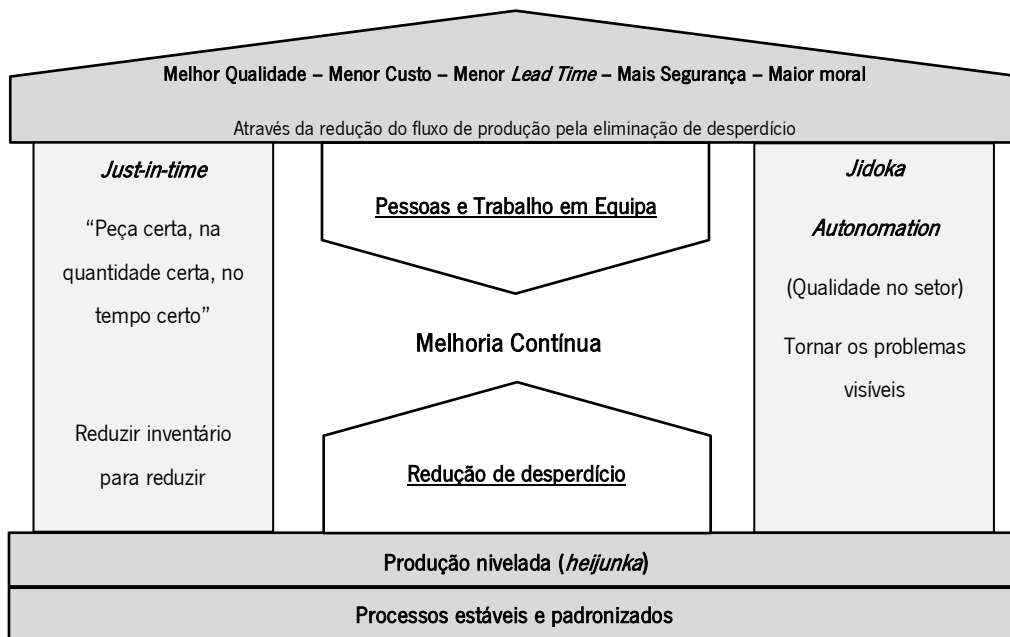 Melhor Qualidade – Menor Custo – Menor Lead Time – Mais Segurança – Maior moral
Através da redução do fluxo de produção pela eliminação de desperdício
Just-in-time
“Peça certa, na
quantidade certa, no
tempo certo”
Reduzir inventário
para reduzir
Pessoas e Trabalho em Equipa
Melhoria Contínua
Redução de desperdício
Jidoka
Autonomation
(Qualidade no setor)
Tornar os problemas
visíveis
Produção nivelada (heijunka)
Processos estáveis e padronizados